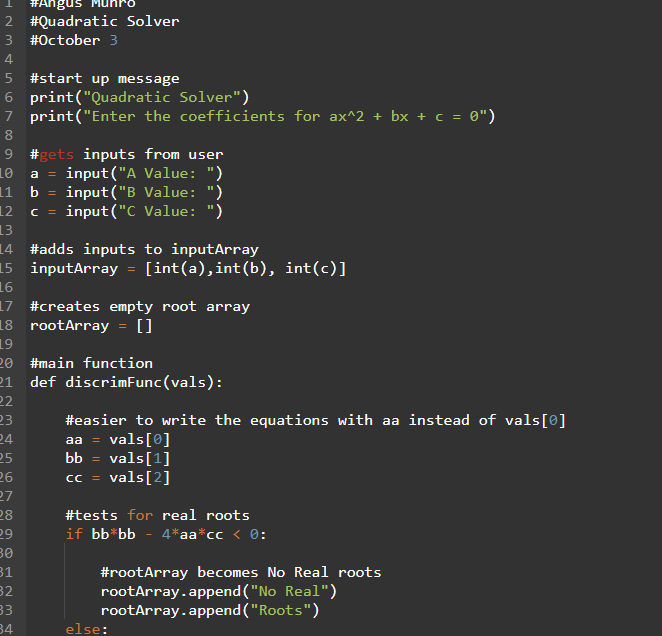 1 #Angus Munro
2 #Quadratic Solver
3 #October 3
4
5 #start up message
6 print("Quadratic Solver")
7 print("Enter the coefficients for ax^2 + bx + c = 0")
8
9 #gets inputs from user
10 a = input("A Value: ")
11 b = input("B Value: ")
12 c = input("C Value: ")
13
14 #adds inputs to inputArray
15 inputArray = [int(a),int(b), int(c)]
16
17 #creates empty root array
18 rootArray = []
19
20 #main function
21 def discrimFunc(vals):
22
23     #easier to write the equations with aa instead of vals[0]
24     aa = vals[0]
25     bb = vals[1]
26     cc = vals[2]
27
28     #tests for real roots
29     if bb*bb - 4*aa*cc < 0:
30
31         #rootArray becomes No Real roots
32         rootArray.append("No Real")
33         rootArray.append("Roots")
34     else: